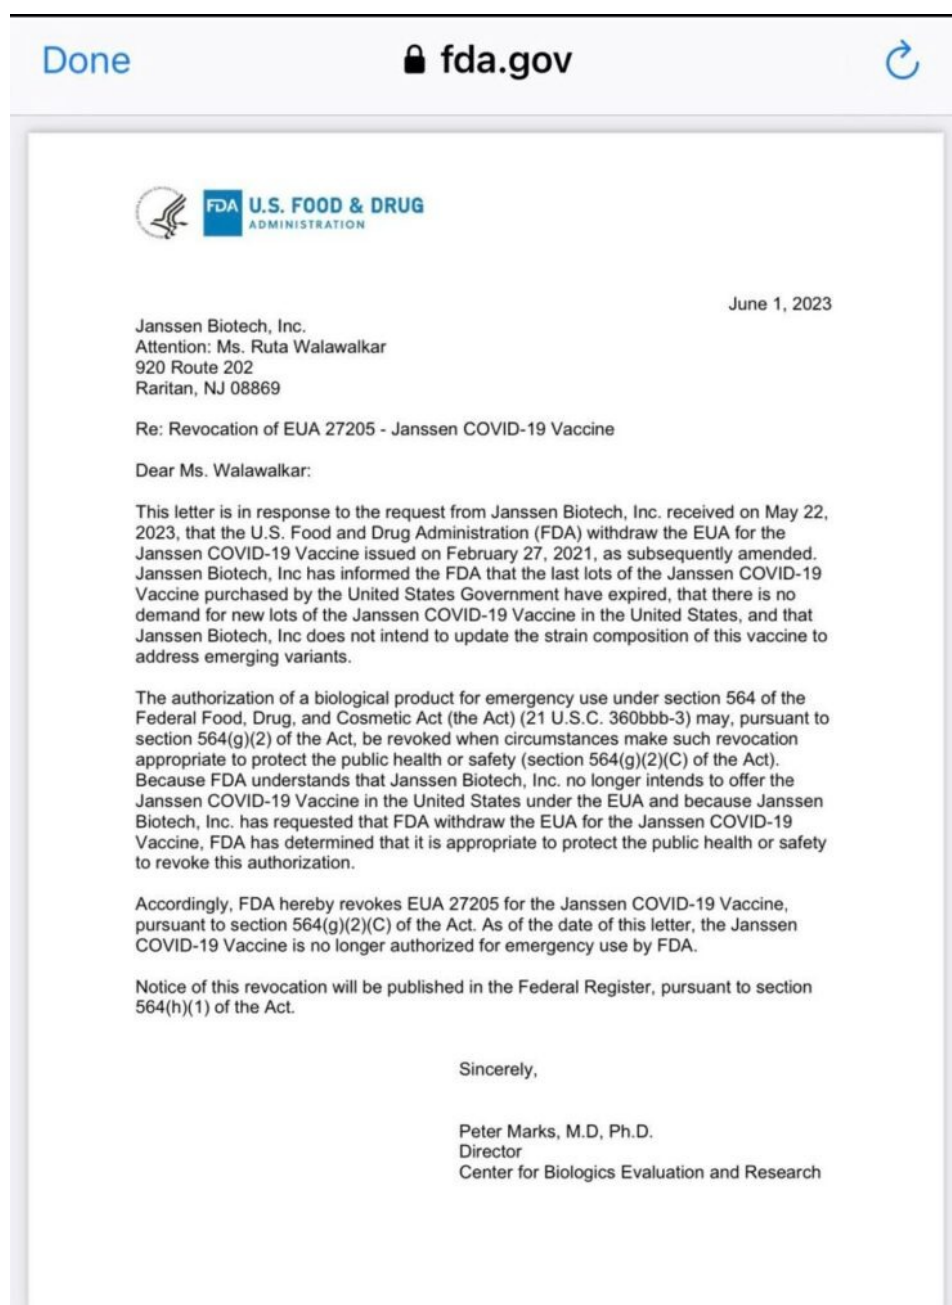 Done
fda.gov
FDA
U.S. FOOD & DRUG
ADMINISTRATION
June 1, 2023
Janssen Biotech, Inc.
Attention: Ms. Ruta Walawalkar
920 Route 202
Raritan, NJ 08869
Re: Revocation of EUA 27205 - Janssen COVID-19 Vaccine
Dear Ms. Walawalkar:
This letter is in response to the request from Janssen Biotech, Inc. received on May 22,
2023, that the U.S. Food and Drug Administration (FDA) withdraw the EUA for the
Janssen COVID-19 Vaccine issued on February 27, 2021, as subsequently amended.
Janssen Biotech, Inc has informed the FDA that the last lots of the Janssen COVID-19
Vaccine purchased by the United States Government have expired, that there is no
demand for new lots of the Janssen COVID-19 Vaccine in the United States, and that
Janssen Biotech, Inc does not intend to update the strain composition of this vaccine to
address emerging variants.
The authorization of a biological product for emergency use under section 564 of the
Federal Food, Drug, and Cosmetic Act (the Act) (21 U.S.C. 360bbb-3) may, pursuant to
section 564(g)(2) of the Act, be revoked when circumstances make such revocation
appropriate to protect the public health or safety (section 564(g)(2)(C) of the Act).
Because FDA understands that Janssen Biotech, Inc. no longer intends to offer the
Janssen COVID-19 Vaccine in the United States under the EUA and because Janssen
Biotech, Inc. has requested that FDA withdraw the EUA for the Janssen COVID-19
Vaccine, FDA has determined that it is appropriate to protect the public health or safety
to revoke this authorization.
Accordingly, FDA hereby revokes EUA 27205 for the Janssen COVID-19 Vaccine,
pursuant to section 564(g)(2)(C) of the Act. As of the date of this letter, the Janssen
COVID-19 Vaccine is no longer authorized for emergency use by FDA.
Notice of this revocation will be published in the Federal Register, pursuant to section
564(h)(1) of the Act.
Sincerely,
Peter Marks, M.D, Ph.D.
Director
Center for Biologics Evaluation and Research